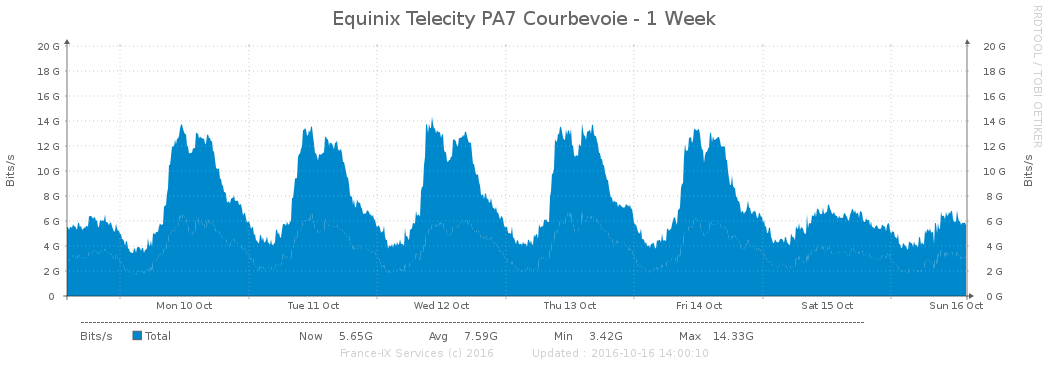 Equinix Telecity PA7 Courbevoie - 1 Week
RRDTOOL / TOBI OETIKER
Bits/s
20 G
18 G
16 G
14 G
12 G
10 G
8 G
6 G
4 G
2 G
0
20 G
18 G
16 G
14 G
12 G
10 G
8 G
6 G
4 G
2 G
0 G
Bits/s
Mon 10 Oct Tue 11 Oct Wed 12 Oct Thu 13 Oct Fri 14 Oct Sat 15 Oct Sun 16 Oct
Bits/s Total Now 5.65G Avg 7.59G Min 3.42G Max 14.33G
France-IX Services (c) 2016 Updated : 2016-10-16 14:00:10